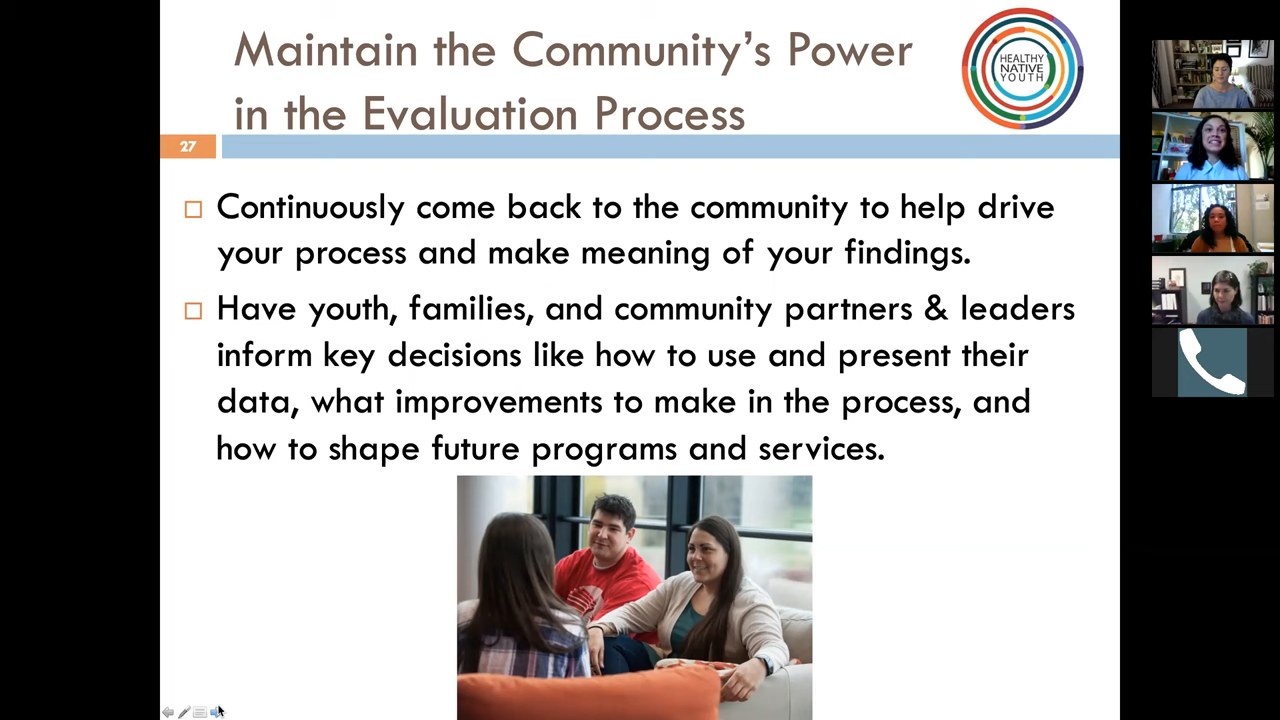 Maintain the Community's Power
in the Evaluation Process
HEALTHY
NATIVE
YOUTH
27
Continuously come back to the community to help drive
your process and make meaning of your findings.
Have youth, families, and community partners & leaders
inform key decisions like how to use and present their
data, what improvements to make in the process, and
how to shape future programs and services.